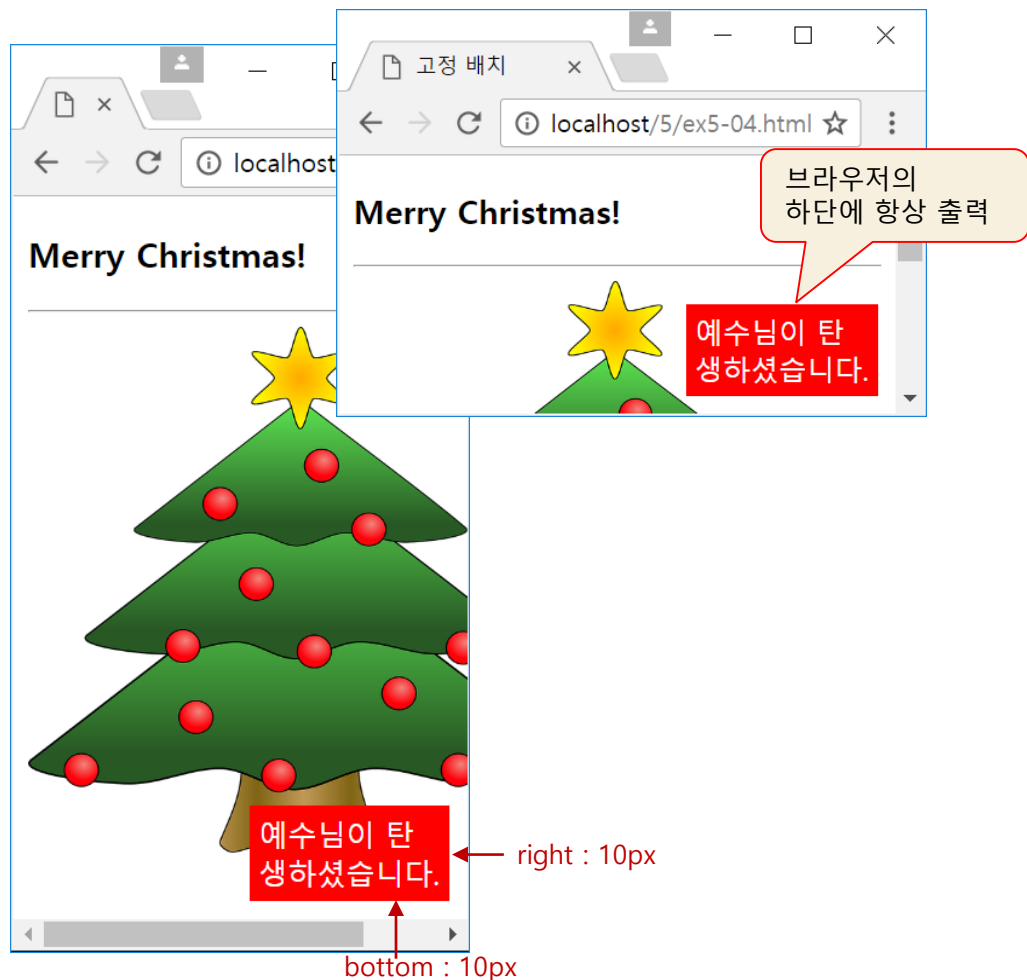 고정 배치
localhost/5/ex5-04.html
브라우저의
하단에 항상 출력
Merry Christmas!
예수님이 탄
생하셨습니다.
localhost
Merry Christmas!
예수님이 탄
생하셨습니다.
right : 10px
bottom : 10px